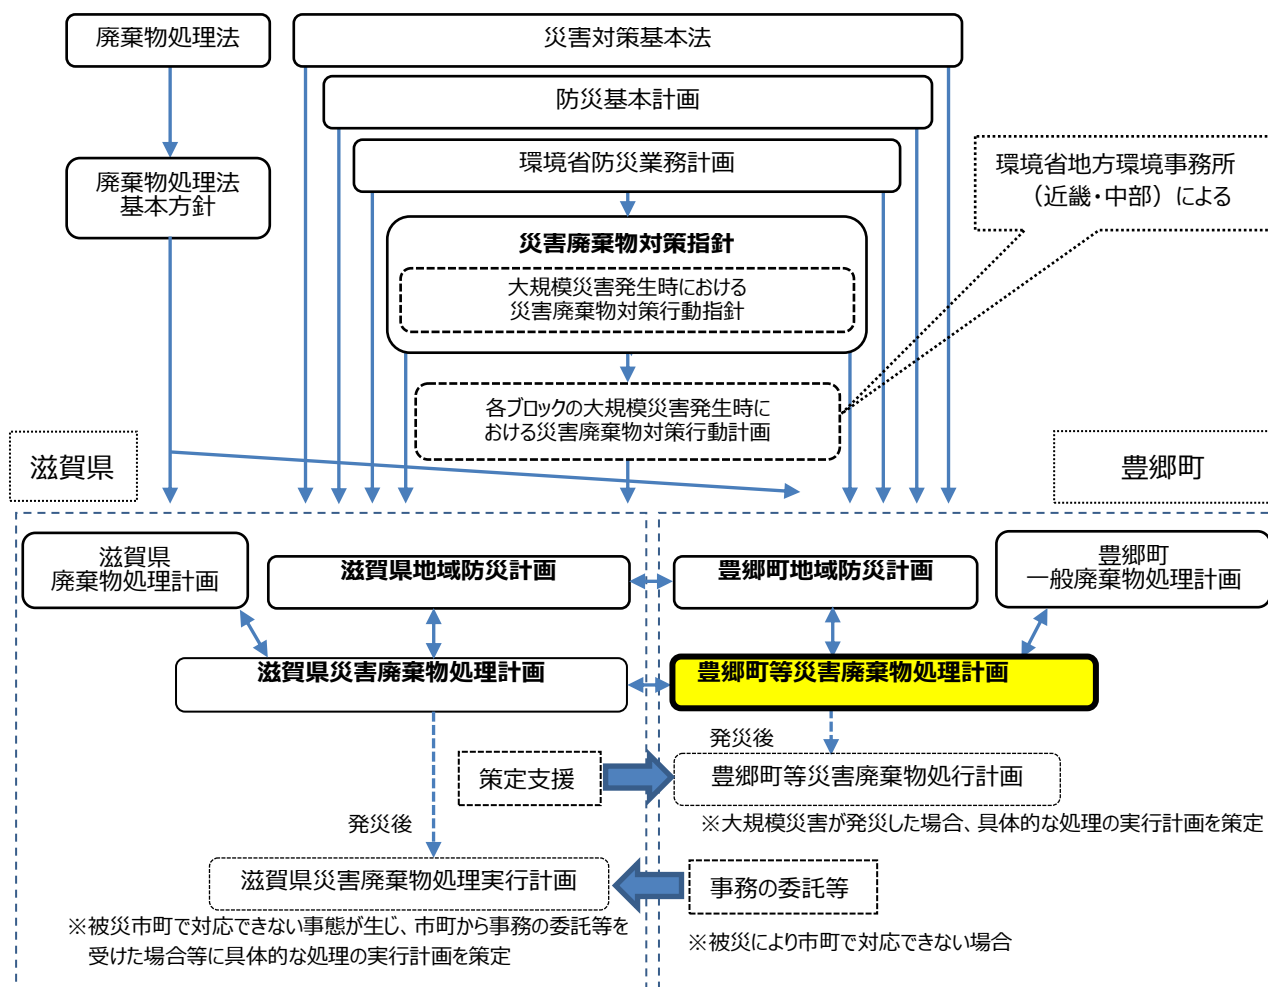 廃棄物処理法
災害対策基本法
防災基本計画
環境省防災業務計画
環境省地方環境事務所
（近畿・中部）による
廃棄物処理法
基本方針
災害廃棄物対策指針
大規模災害発生時における
災害廃棄物対策行動指針
各ブロックの大規模災害発生時に
おける災害廃棄物対策行動計画
滋賀県
豊郷町
滋賀県
廃棄物処理計画
滋賀県地域防災計画
豊郷町地域防災計画
豊郷町
一般廃棄物処理計画
滋賀県災害廃棄物処理計画
豊郷町等災害廃棄物処理計画
発災後
策定支援
豊郷町等災害廃棄物処行計画
※大規模災害が発災した場合、具体的な処理の実行計画を策定
発災後
滋賀県災害廃棄物処理実行計画
事務の委託等
※被災市町で対応できない事態が生じ、市町から事務の委託等を
受けた場合等に具体的な処理の実行計画を策定
※被災により市町で対応できない場合